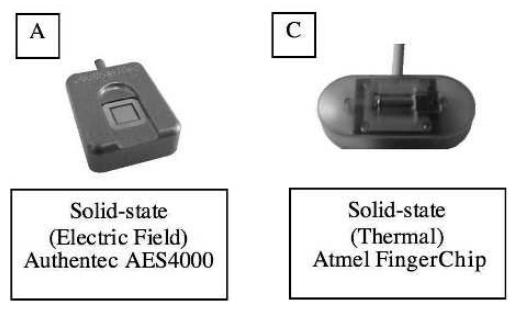 A
C
Solid-state
(Electric Field)
Authentec AES4000
Solid-state
(Thermal)
Atmel FingerChip